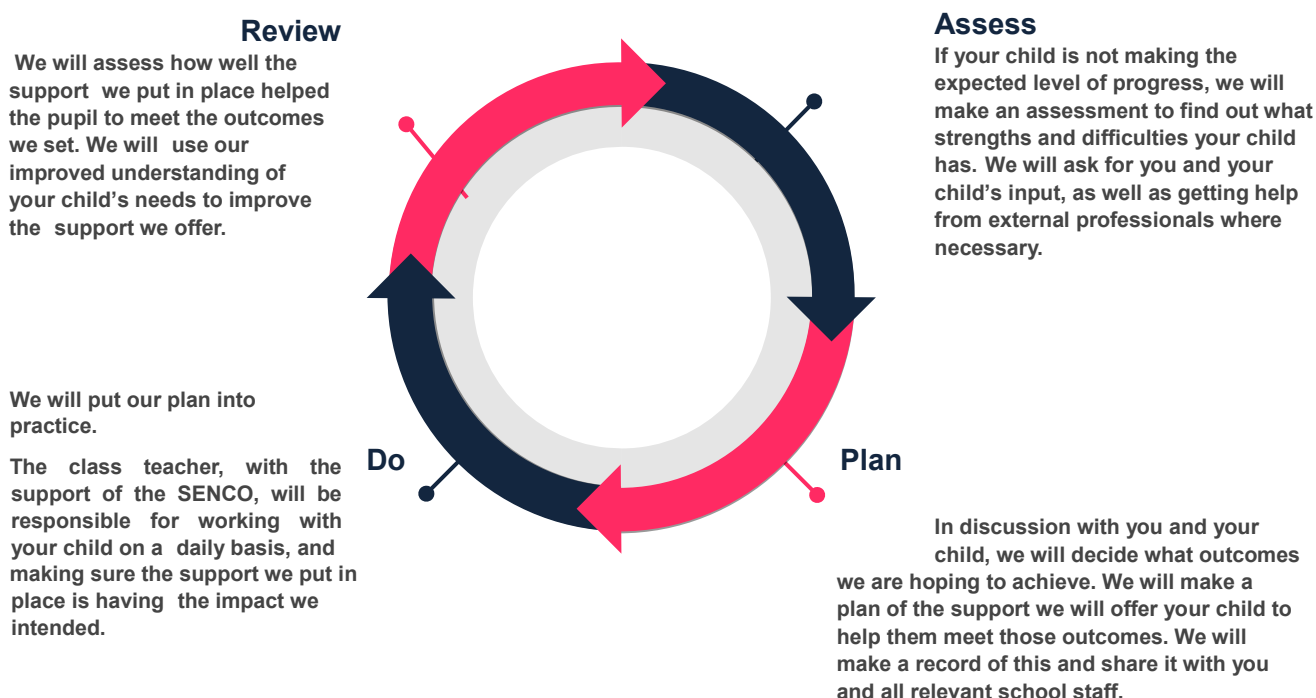 Review
We will assess how well the
support we put in place helped
the pupil to meet the outcomes
we set. We will use our
improved understanding of
your child’s needs to improve
the support we offer.
Assess
If your child is not making the
expected level of progress, we will
make an assessment to find out what
strengths and difficulties your child
has. We will ask for you and your
child’s input, as well as getting help
from external professionals where
necessary.
We will put our plan into
practice.
The class teacher, with the
support of the SENCO, will be
responsible for working with
your child on a daily basis, and
making sure the support we put in
place is having the impact we
intended.
Do
Plan
In discussion with you and your
child, we will decide what outcomes
we are hoping to achieve. We will make a
plan of the support we will offer your child to
help them meet those outcomes. We will
make a record of this and share it with you
and all relevant school staff.